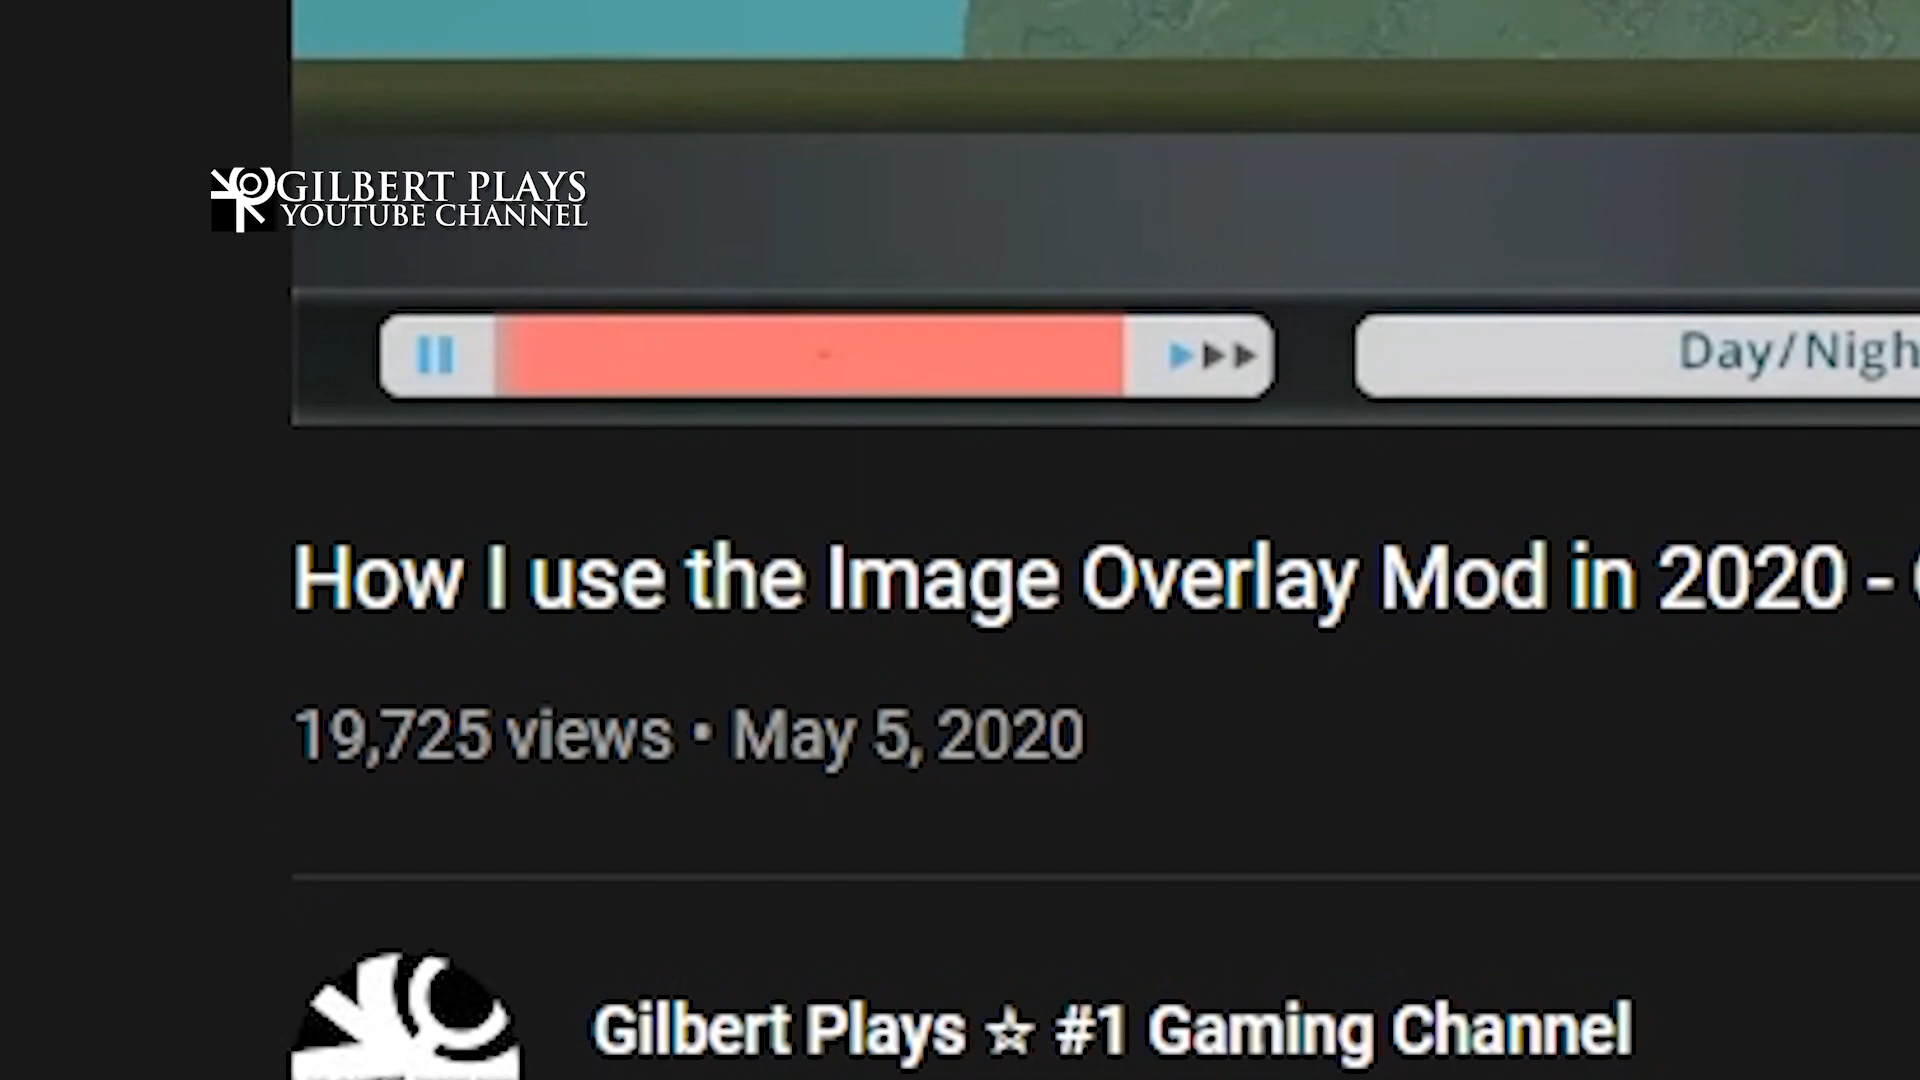 GILBERT PLAYS
YOUTUBE CHANNEL
Day/Nigh
How I use the Image Overlay Mod in 2020 -
19,725 views • May 5, 2020
Gilbert Plays ☆ #1 Gaming Channel